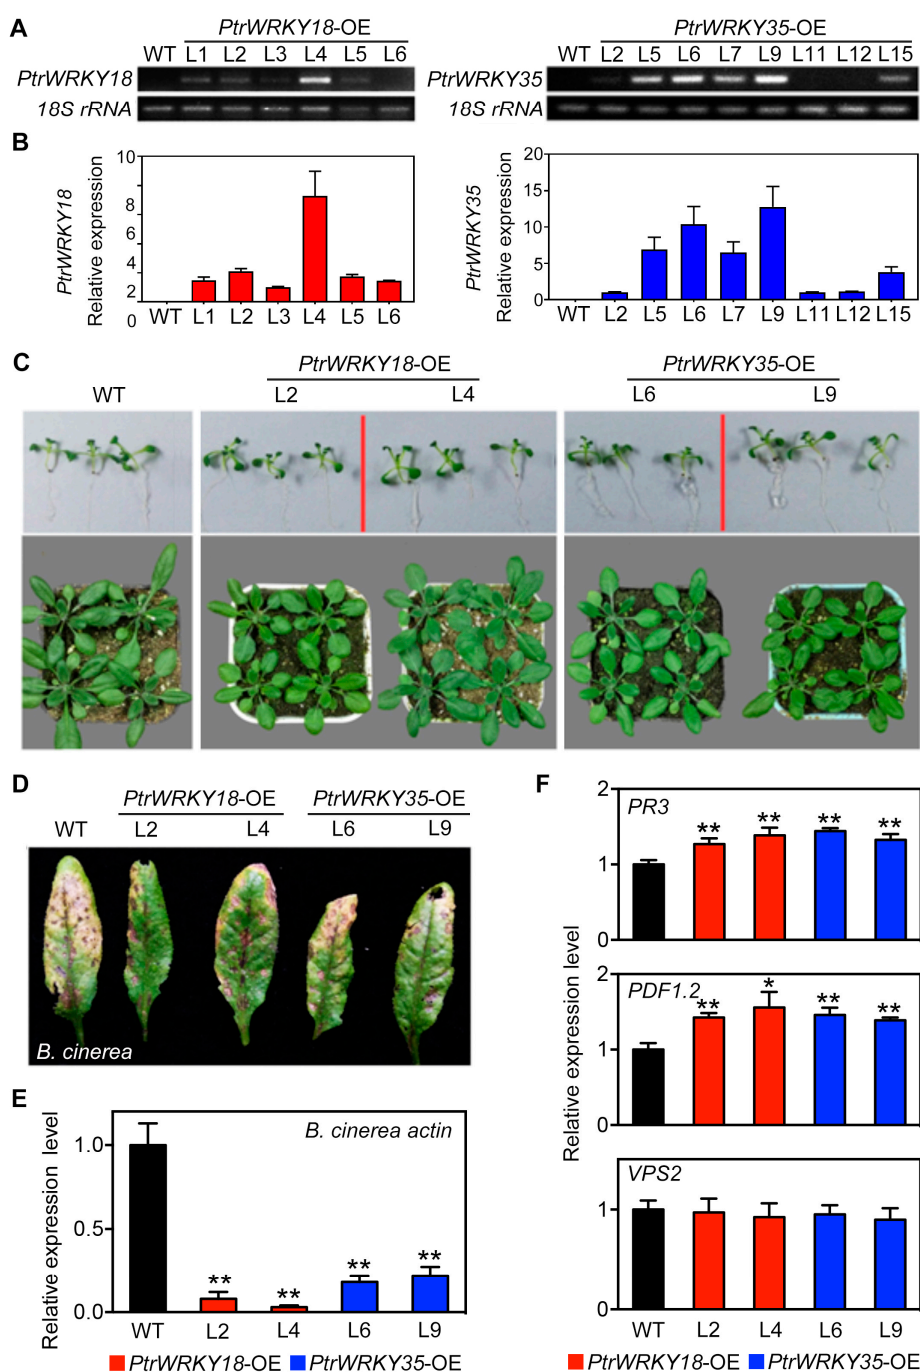 A
PtrWRKY18-OE
WT L1 L2 L3 L4 L5 L6
PtrWRKY18
18S rRNA
PtrWRKY35-OE
WT L2 L5 L6 L7 L9 L11 L12 L15
PtrWRKY35
18S rRNA
B
PtrWRKY18
Relative expression
10
8
6
4
2
0
WT L1 L2 L3 L4 L5 L6
PtrWRKY35
Relative expression
20
15
10
5
0
WT L2 L5 L6 L7 L9 L11 L12 L15
C
WT
PtrWRKY18-OE
L2 L4
PtrWRKY35-OE
L6 L9
D
PtrWRKY18-OE PtrWRKY35-OE
WT L2 L4 L6 L9
B. cinerea
E
Relative expression level
B. cinerea actin
1.0
0.5
0.0
** ** ** **
WT L2 L4 L6 L9
PtrWRKY18-OE PtrWRKY35-OE
F
Relative expression level
PR3
2
1
0
** ** ** **
PDF1.2
2
1
0
** * ** **
VPS2
1
0
WT L2 L4 L6 L9
PtrWRKY18-OE PtrWRKY35-OE